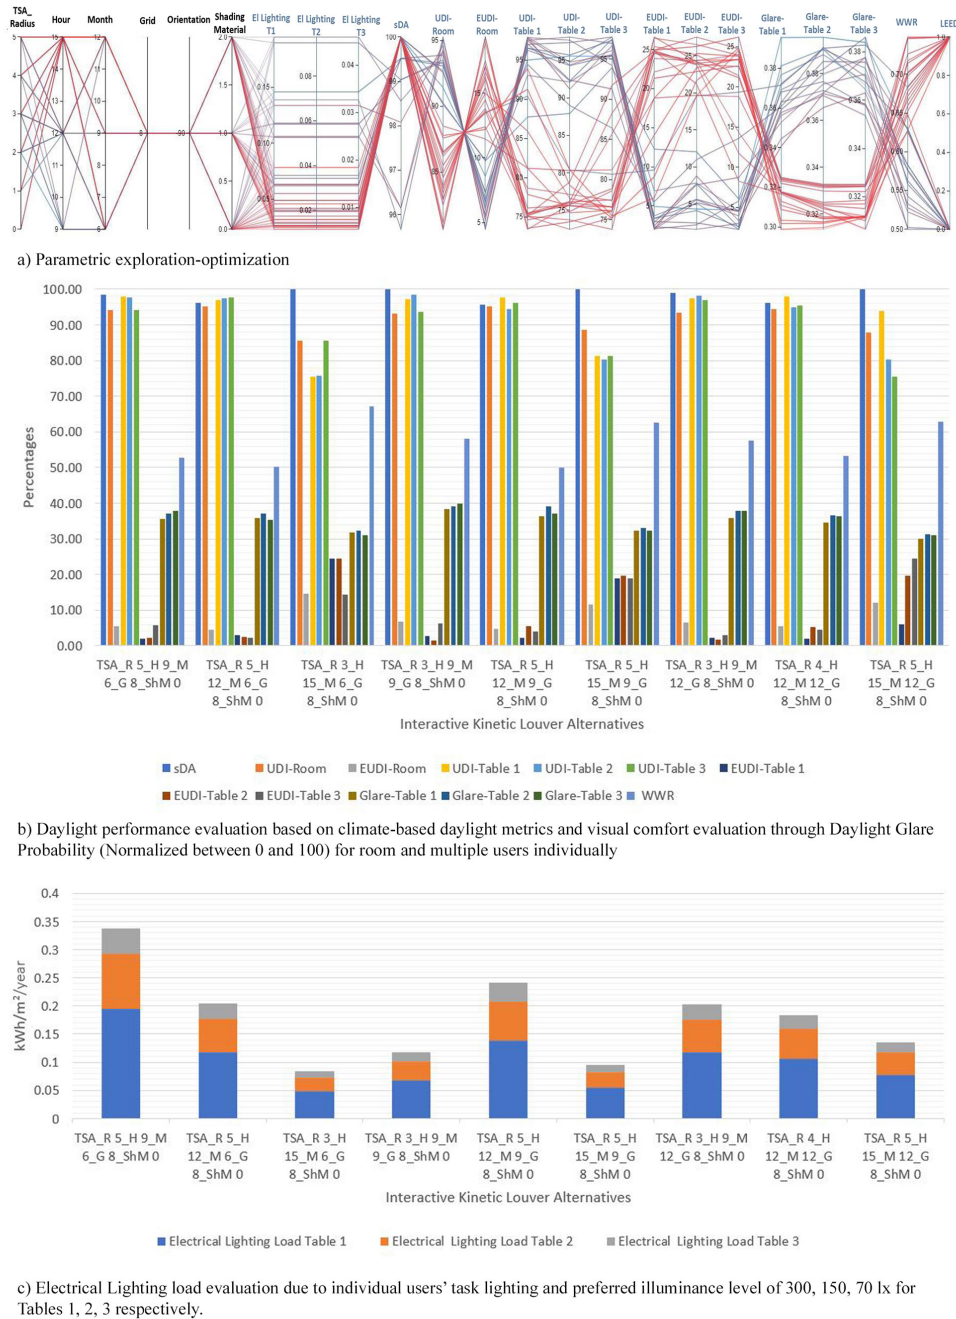 TSA_ Radius
Hour
Month
Grid
Orientation
Shading Material
El Lighting T1
El Lighting T2
El Lighting T3
sDA
UDI-Room
EUDI-Room
UDI-Table 1
UDI-Table 2
UDI-Table 3
EUDI-Table 1
EUDI-Table 2
EUDI-Table 3
Glare-Table 1
Glare-Table 2
Glare-Table 3
WWR
LEED
a) Parametric exploration-optimization
Percentages
100.00
90.00
80.00
70.00
60.00
50.00
40.00
30.00
20.00
10.00
0.00
TSA_R 5_H 9_M 6_G 8_ShM 0
TSA_R 5_H 12_M 6_G 8_ShM 0
TSA_R 3_H 15_M 6_G 8_ShM 0
TSA_R 3_H 9_M 9_G 8_ShM 0
TSA_R 5_H 12_M 9_G 8_ShM 0
TSA_R 5_H 15_M 9_G 8_ShM 0
TSA_R 3_H 9_M 12_G 8_ShM 0
TSA_R 4_H 12_M 12_G 8_ShM 0
TSA_R 5_H 15_M 12_G 8_ShM 0
Interactive Kinetic Louver Alternatives
sDA UDI-Room EUDI-Room UDI-Table 1 UDI-Table 2 UDI-Table 3 EUDI-Table 1
EUDI-Table 2 EUDI-Table 3 Glare-Table 1 Glare-Table 2 Glare-Table 3 WWR
b) Daylight performance evaluation based on climate-based daylight metrics and visual comfort evaluation through Daylight Glare
Probability (Normalized between 0 and 100) for room and multiple users individually
kWh/m²/year
0.4
0.35
0.3
0.25
0.2
0.15
0.1
0.05
0
TSA_R 5_H 9_M 6_G 8_ShM 0
TSA_R 5_H 12_M 6_G 8_ShM 0
TSA_R 3_H 15_M 6_G 8_ShM 0
TSA_R 3_H 9_M 9_G 8_ShM 0
TSA_R 5_H 12_M 9_G 8_ShM 0
TSA_R 5_H 15_M 9_G 8_ShM 0
TSA_R 3_H 9_M 12_G 8_ShM 0
TSA_R 4_H 12_M 12_G 8_ShM 0
TSA_R 5_H 15_M 12_G 8_ShM 0
Interactive Kinetic Louver Alternatives
Electrical Lighting Load Table 1 Electrical Lighting Load Table 2 Electrical Lighting Load Table 3
c) Electrical Lighting load evaluation due to individual users' task lighting and preferred illuminance level of 300, 150, 70 lx for
Tables 1, 2, 3 respectively.